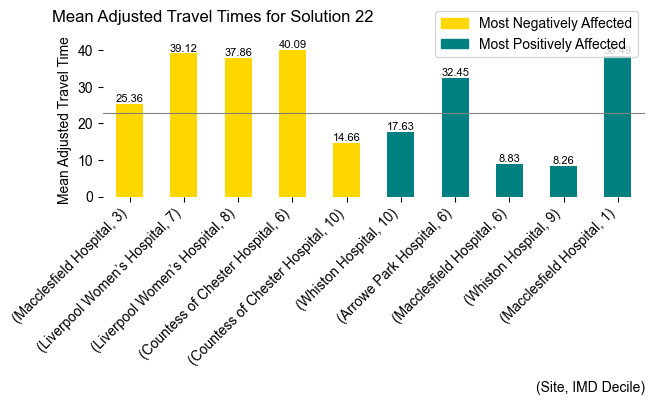 Mean Adjusted Travel Times for Solution 22
Most Negatively Affected
Most Positively Affected
Mean Adjusted Travel Time
40
30
20
10
0
25.36
39.12
37.86
40.09
14.66
17.63
32.45
8.83
8.26
(Macclesfield Hospital, 3)
(Liverpool Women's Hospital, 7)
(Liverpool Women's Hospital, 8)
(Countess of Chester Hospital, 6)
(Countess of Chester Hospital, 10)
(Whiston Hospital, 10)
(Arrowe Park Hospital, 6)
(Macclesfield Hospital, 6)
(Whiston Hospital, 9)
(Macclesfield Hospital, 1)
(Site, IMD Decile)